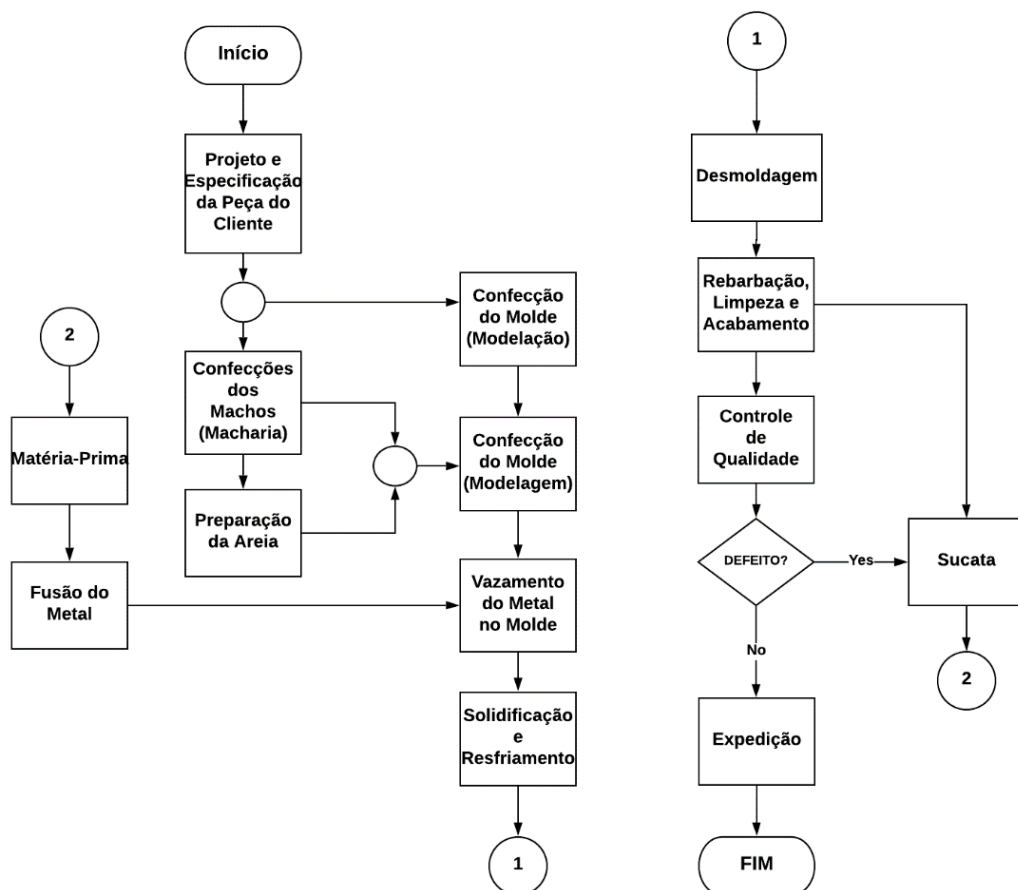 Início
Projeto e
Especificação
da Peça do
Cliente
Confecção
do Molde
(Modelação)
2
Confecções
dos
Machos
(Macharia)
Matéria-Prima
Confecção
do Molde
(Modelagem)
Preparação
da Areia
Fusão do
Metal
Vazamento
do Metal
no Molde
Solidificação
e
Resfriamento
1
1
Desmoldagem
Rebarbação,
Limpeza e
Acabamento
Controle
de
Qualidade
DEFEITO?
Yes
Sucata
No
2
Expedição
FIM